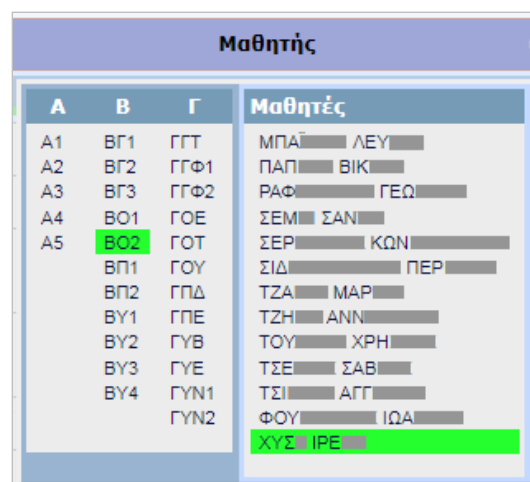 Μαθητής
Α Β Γ Μαθητές
Α1 ΒΓ1 ΓΓΤ ΜΠΑΪ ΛΕΥ
Α2 ΒΓ2 ΓΓΦ1 ΠΑΠ ΒΙΚ
Α3 ΒΓ3 ΓΓΦ2 ΡΑΦ ΓΕΩ
Α4 ΒΟ1 ΓΟΕ ΣΕΜ ΣΑΝ
Α5 ΒΟ2 ΓΟΤ ΣΕΡ ΚΩΝ
ΒΠ1 ΓΟΥ ΣΙΔ ΠΕΡ
ΒΠ2 ΓΠΔ ΤΖΑ ΜΑΡ
ΒΥ1 ΓΠΕ ΤΖΗ ΑΝΝ
ΒΥ2 ΓΥΒ ΤΟΥ ΧΡΗ
ΒΥ3 ΓΥΕ ΤΣΕ ΣΑΒ
ΒΥ4 ΓΥΝ1 ΤΣΙ ΑΓΓ
ΓΥΝ2 ΦΟΥ ΙΩΑ
ΧΥΣ ΙΡΕ